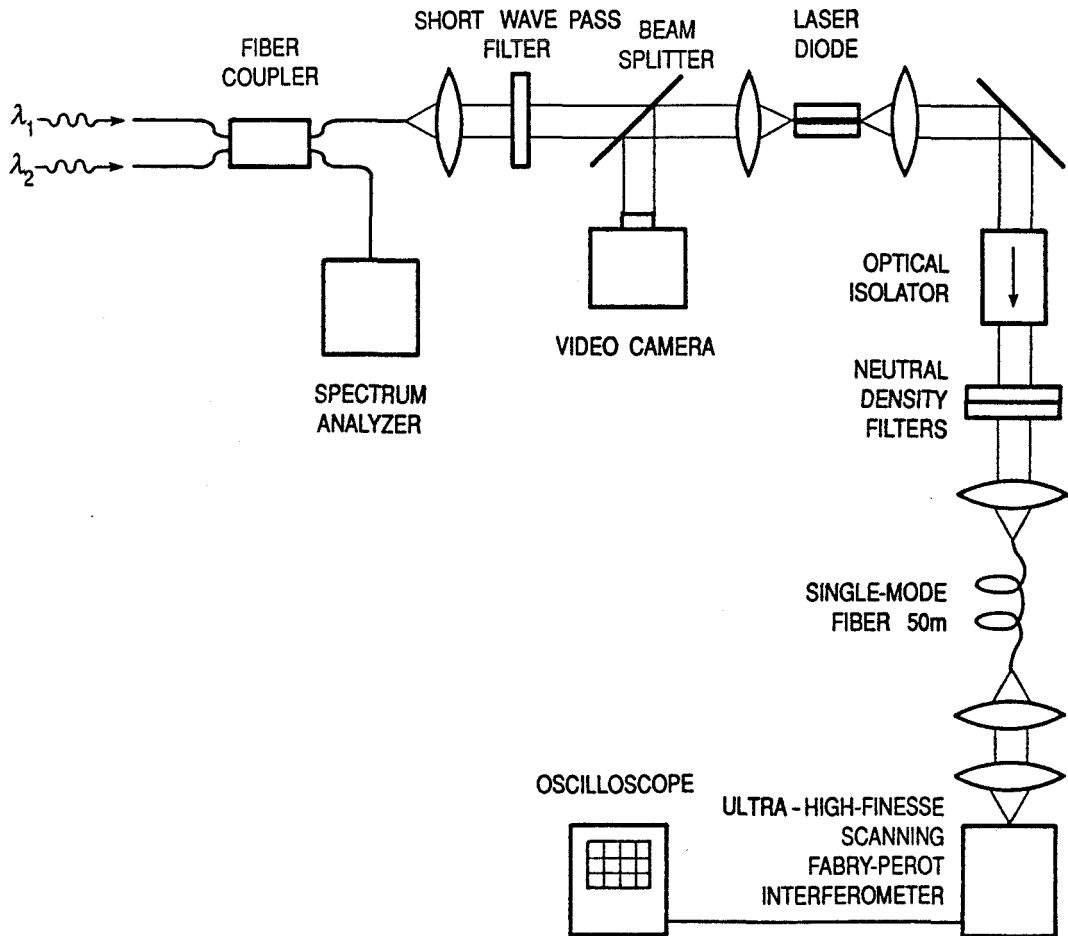 SHORT WAVE PASS
FILTER
BEAM
SPLITTER
LASER
DIODE
FIBER
COUPLER
λ1
λ2
OPTICAL
ISOLATOR
VIDEO CAMERA
SPECTRUM
ANALYZER
NEUTRAL
DENSITY
FILTERS
SINGLE-MODE
FIBER 50m
OSCILLOSCOPE
ULTRA-HIGH-FINESSE
SCANNING
FABRY-PEROT
INTERFEROMETER